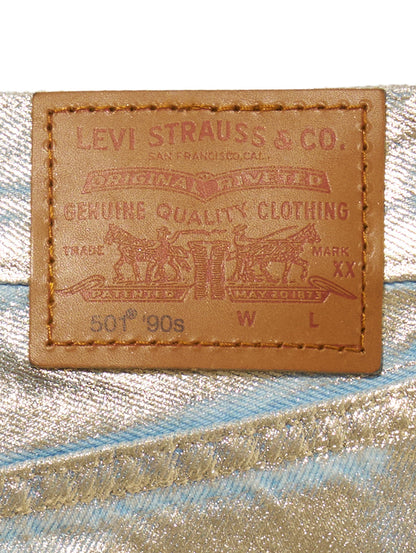 LEVI STRAUSS & CO.
SAN FRANCISCO, CAL.
ORIGINAL RIVETED
GENUINE QUALITY CLOTHING
TRADE MARK
XX
PATENTED MAY 20 1873
501® '90s W L